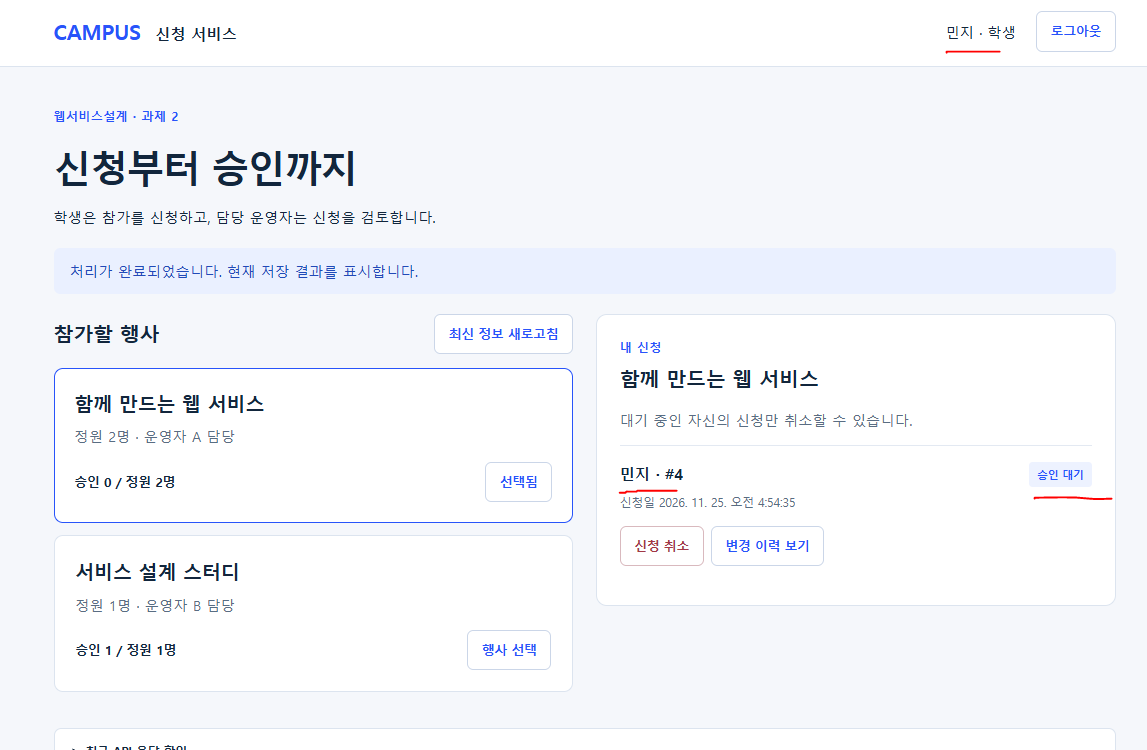 CAMPUS 신청 서비스
민지 · 학생
로그아웃
웹서비스설계 · 과제 2
신청부터 승인까지
학생은 참가를 신청하고, 담당 운영자는 신청을 검토합니다.
처리가 완료되었습니다. 현재 저장 결과를 표시합니다.
참가할 행사
최신 정보 새로고침
함께 만드는 웹 서비스
정원 2명 · 운영자 A 담당
승인 0 / 정원 2명
선택됨
서비스 설계 스터디
정원 1명 · 운영자 B 담당
승인 1 / 정원 1명
행사 선택
내 신청
함께 만드는 웹 서비스
대기 중인 자신의 신청만 취소할 수 있습니다.
민지 · #4
승인 대기
신청일 2026. 11. 25. 오전 4:54:35
신청 취소
변경 이력 보기
최근 API 응답 확인